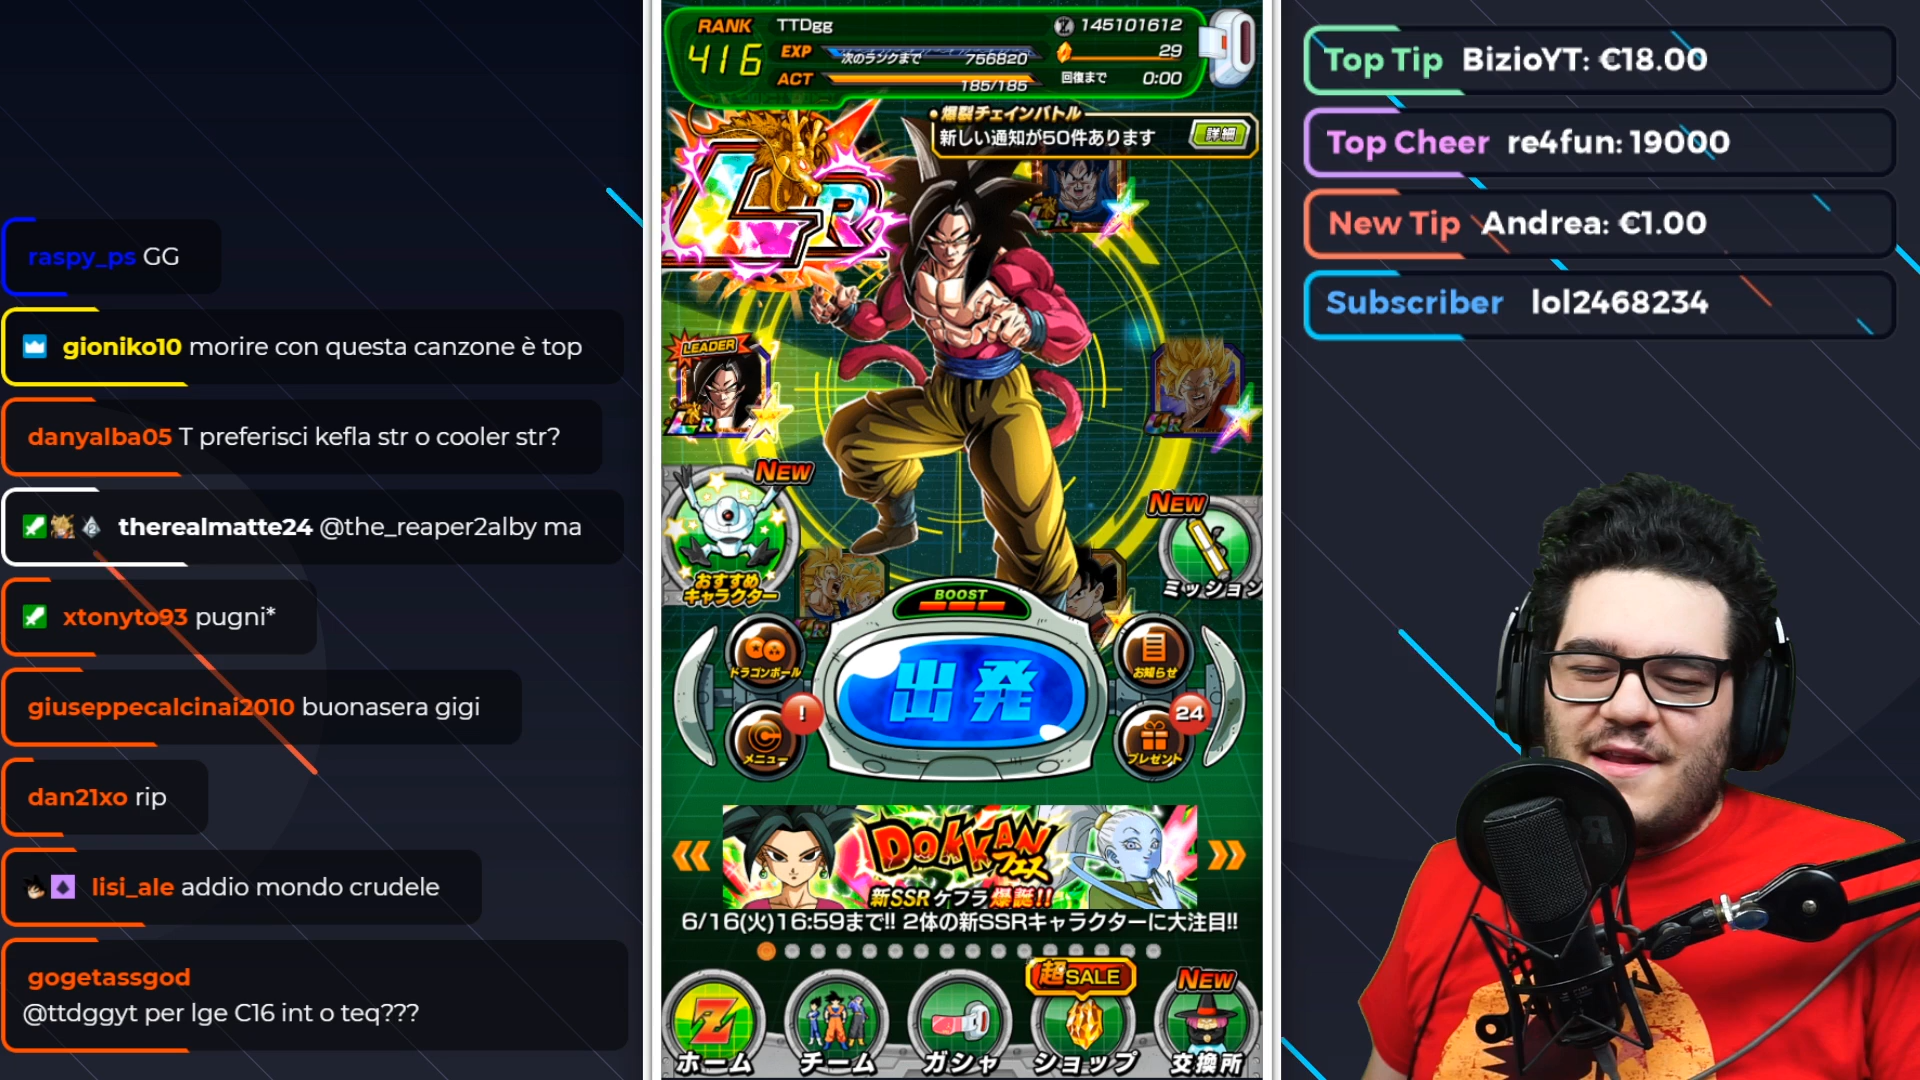 raspy_ps GG
gioniko10 morire con questa canzone è top
danyalba05 T preferisci kefla str o cooler str?
therealmatte24 @the_reaper2alby ma
xtonyto93 pugni*
giuseppecalcinai2010 buonasera gigi
dan21xo rip
lisi_ale addio mondo crudele
gogetassgod
@ttdggyt per lge C16 int o teq???
RANK TTDgg 145101612
416 EXP 次のランクまで 756820 29
ACT 185/185 回復まで 0:00
爆裂チェインバトル
新しい通知が50件あります 詳細
LR
LR
LEADER
LR
LR
NEW
NEW
おすすめ
キャラクター
ミッション
LR
BOOST
ドラゴンボール
出発
お知らせ
!
24
メニュー
プレゼント
DOKKAN
フェス
新SSR ケフラ 爆誕!!
6/16(火)16:59まで!! 2体の新SSRキャラクターに大注目!!
超SALE
NEW
Z
ホーム
チーム
ガシャ
ショップ
交換所
Top Tip BizioYT: €18.00
Top Cheer re4fun: 19000
New Tip Andrea: €1.00
Subscriber lol2468234